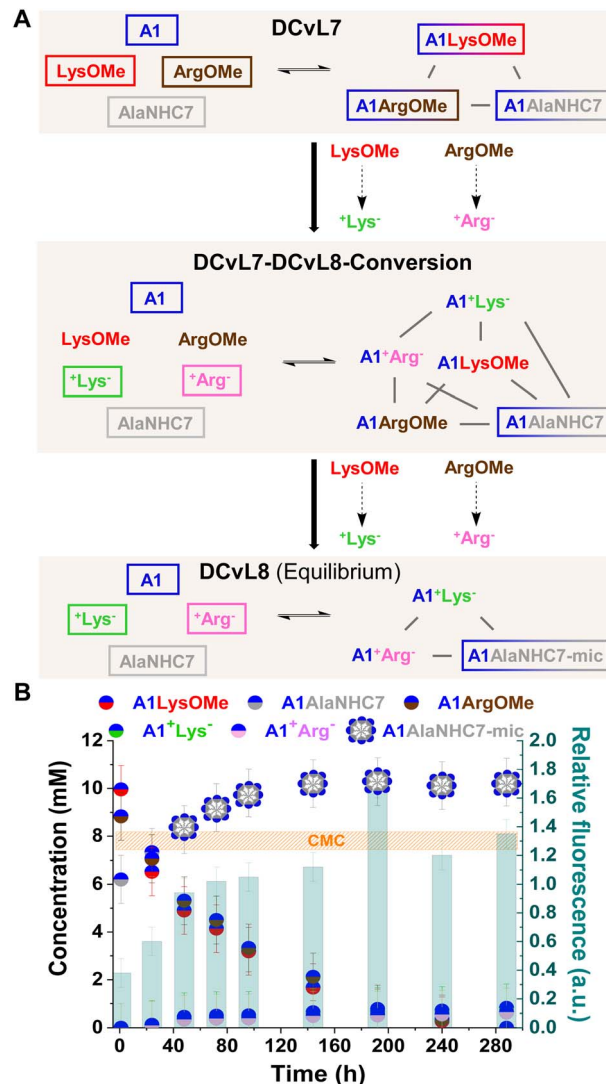 A
DCvL7
A1
A1LysOMe
LysOMe ArgOMe
A1ArgOMe A1AlaNHC7
AlaNHC7
LysOMe ArgOMe
⁺Lys⁻ ⁺Arg⁻
DCvL7-DCvL8-Conversion
A1
A1⁺Lys⁻
LysOMe ArgOMe
A1⁺Arg⁻ A1LysOMe
⁺Lys⁻ ⁺Arg⁻
A1ArgOMe A1AlaNHC7
AlaNHC7
LysOMe ArgOMe
⁺Lys⁻ ⁺Arg⁻
DCvL8 (Equilibrium)
A1
A1⁺Lys⁻
⁺Lys⁻ ⁺Arg⁻
A1⁺Arg⁻ A1AlaNHC7-mic
AlaNHC7
B
A1LysOMe A1AlaNHC7 A1ArgOMe
A1⁺Lys⁻ A1⁺Arg⁻ A1AlaNHC7-mic
Concentration (mM)
12
10
8
6
4
2
0
CMC
2.0
1.8
1.6
1.4
1.2
1.0
0.8
0.6
0.4
0.2
0.0
Relative fluorescence (a.u.)
0 40 80 120 160 200 240 280
Time (h)